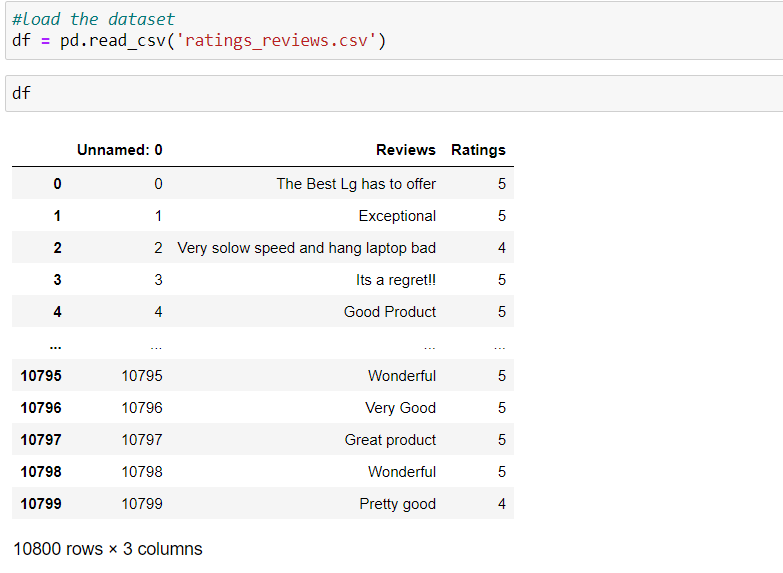 #load the dataset
df = pd.read_csv('ratings_reviews.csv')
df
Unnamed: 0 Reviews Ratings
0 0 The Best Lg has to offer 5
1 1 Exceptional 5
2 2 Very solow speed and hang laptop bad 4
3 3 Its a regret!! 5
4 4 Good Product 5
... ... ... ...
10795 10795 Wonderful 5
10796 10796 Very Good 5
10797 10797 Great product 5
10798 10798 Wonderful 5
10799 10799 Pretty good 4
10800 rows × 3 columns